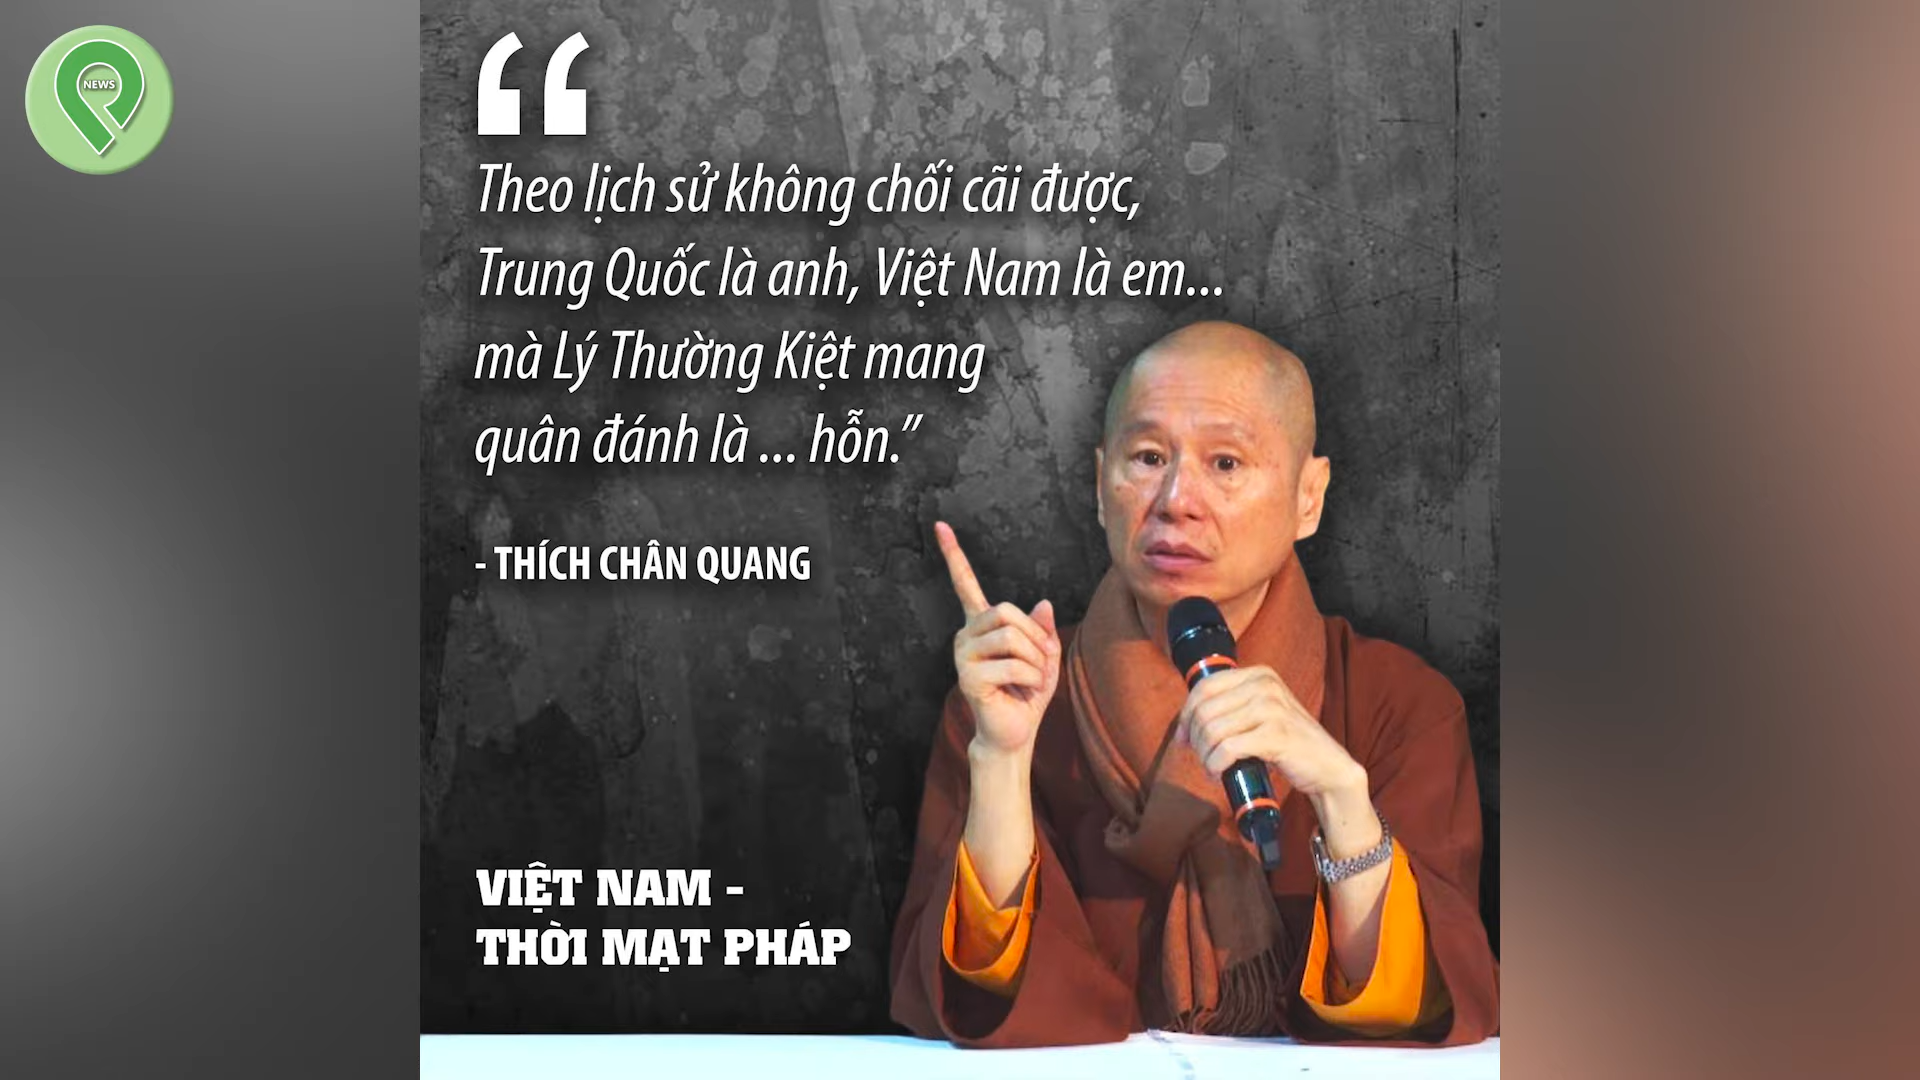 NEWS
“
Theo lịch sử không chối cãi được,
Trung Quốc là anh, Việt Nam là em...
mà Lý Thường Kiệt mang
quân đánh là ... hỗn.”
- THÍCH CHÂN QUANG
VIỆT NAM -
THỜI MẠT PHÁP